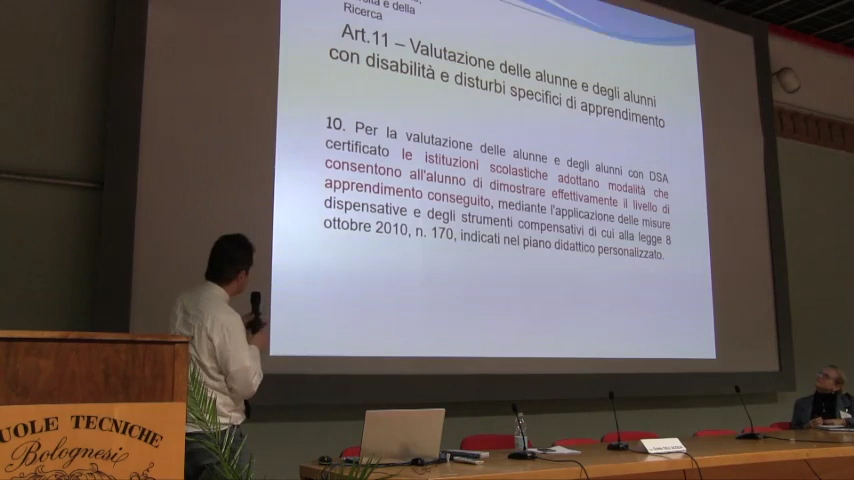 Ricerca
Art.11 – Valutazione delle alunne e degli alunni
con disabilità e disturbi specifici di apprendimento
10. Per la valutazione delle alunne e degli alunni con DSA
certificato le istituzioni scolastiche adottano modalità che
consentono all'alunno di dimostrare effettivamente il livello di
apprendimento conseguito, mediante l'applicazione delle misure
dispensative e degli strumenti compensativi di cui alla legge 8
ottobre 2010, n. 170, indicati nel piano didattico personalizzato.
UOLE TECNICHE
Bolognesi